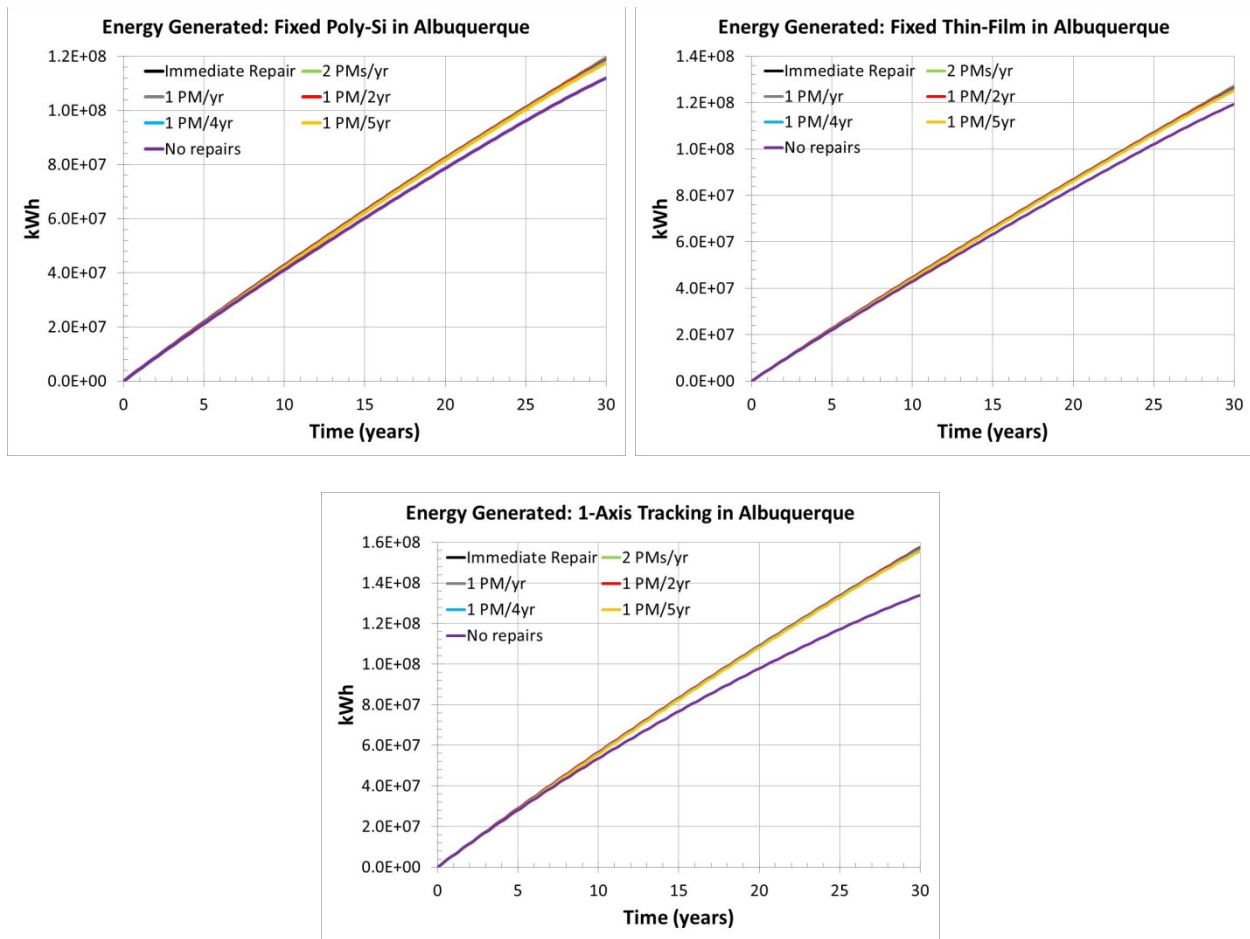 Energy Generated: Fixed Poly-Si in Albuquerque
1.2E+08
1.0E+08
8.0E+07
6.0E+07
4.0E+07
2.0E+07
0.0E+00
kWh
Immediate Repair 2 PMs/yr
1 PM/yr 1 PM/2yr
1 PM/4yr 1 PM/5yr
No repairs
0 5 10 15 20 25 30
Time (years)
Energy Generated: Fixed Thin-Film in Albuquerque
1.4E+08
1.2E+08
1.0E+08
8.0E+07
6.0E+07
4.0E+07
2.0E+07
0.0E+00
kWh
Immediate Repair 2 PMs/yr
1 PM/yr 1 PM/2yr
1 PM/4yr 1 PM/5yr
No repairs
0 5 10 15 20 25 30
Time (years)
Energy Generated: 1-Axis Tracking in Albuquerque
1.6E+08
1.4E+08
1.2E+08
1.0E+08
8.0E+07
6.0E+07
4.0E+07
2.0E+07
0.0E+00
kWh
Immediate Repair 2 PMs/yr
1 PM/yr 1 PM/2yr
1 PM/4yr 1 PM/5yr
No repairs
0 5 10 15 20 25 30
Time (years)